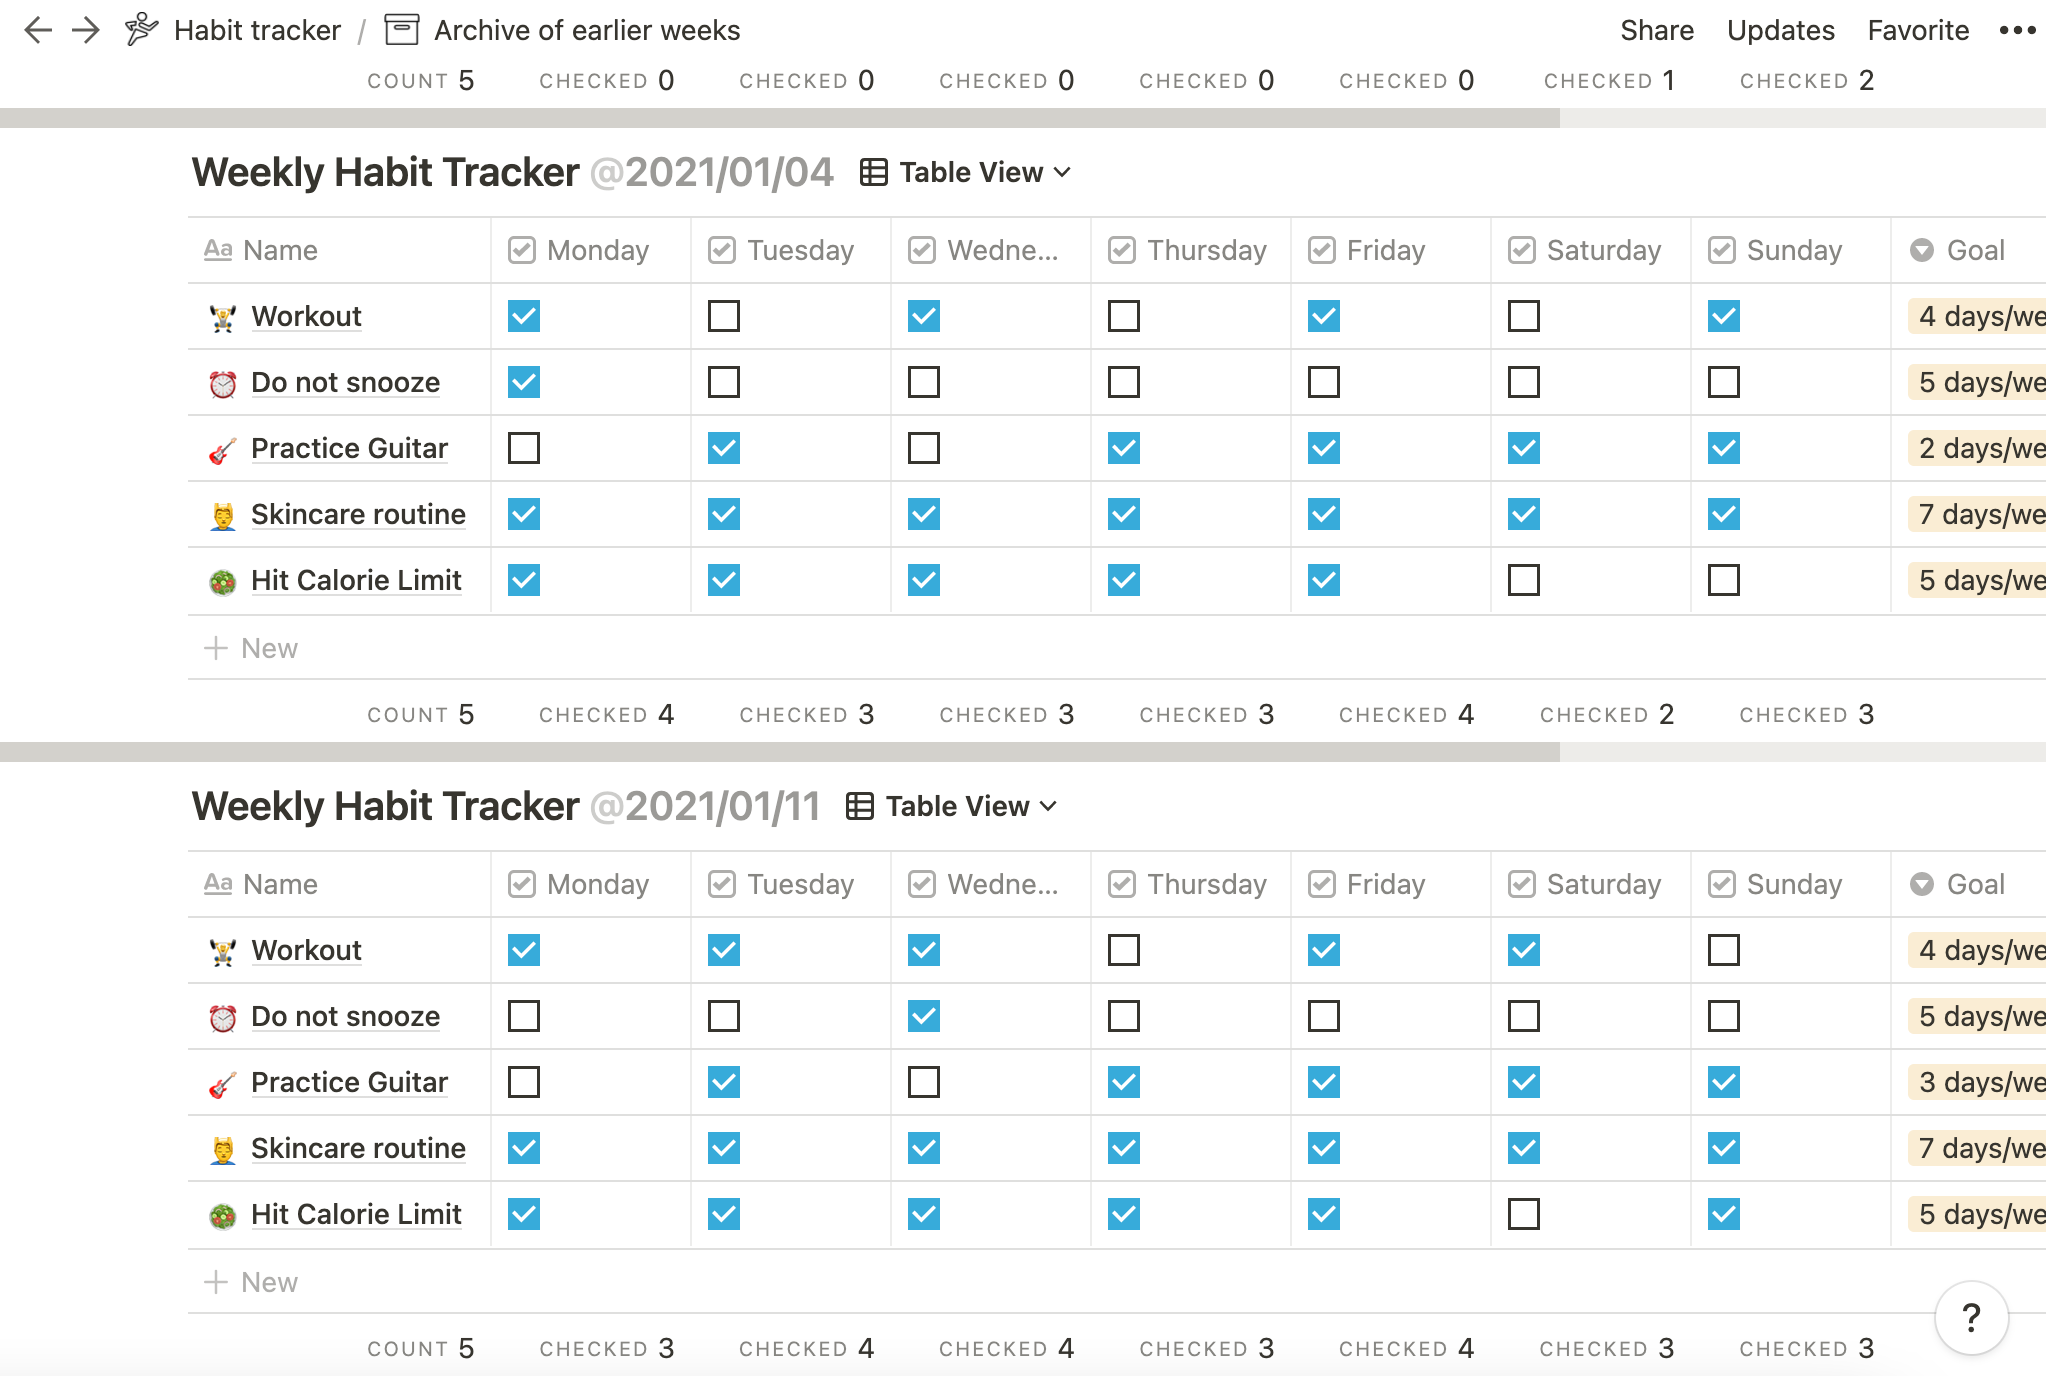 Habit tracker / Archive of earlier weeks Share Updates Favorite •••
COUNT 5 CHECKED 0 CHECKED 0 CHECKED 0 CHECKED 0 CHECKED 0 CHECKED 1 CHECKED 2
Weekly Habit Tracker @2021/01/04 Table View
Aa Name Monday Tuesday Wedne... Thursday Friday Saturday Sunday Goal
Workout 4 days/we
Do not snooze 5 days/we
Practice Guitar 2 days/we
Skincare routine 7 days/we
Hit Calorie Limit 5 days/we
+ New
COUNT 5 CHECKED 4 CHECKED 3 CHECKED 3 CHECKED 3 CHECKED 4 CHECKED 2 CHECKED 3
Weekly Habit Tracker @2021/01/11 Table View
Aa Name Monday Tuesday Wedne... Thursday Friday Saturday Sunday Goal
Workout 4 days/we
Do not snooze 5 days/we
Practice Guitar 3 days/we
Skincare routine 7 days/we
Hit Calorie Limit 5 days/we
+ New
?
COUNT 5 CHECKED 3 CHECKED 4 CHECKED 4 CHECKED 3 CHECKED 4 CHECKED 3 CHECKED 3